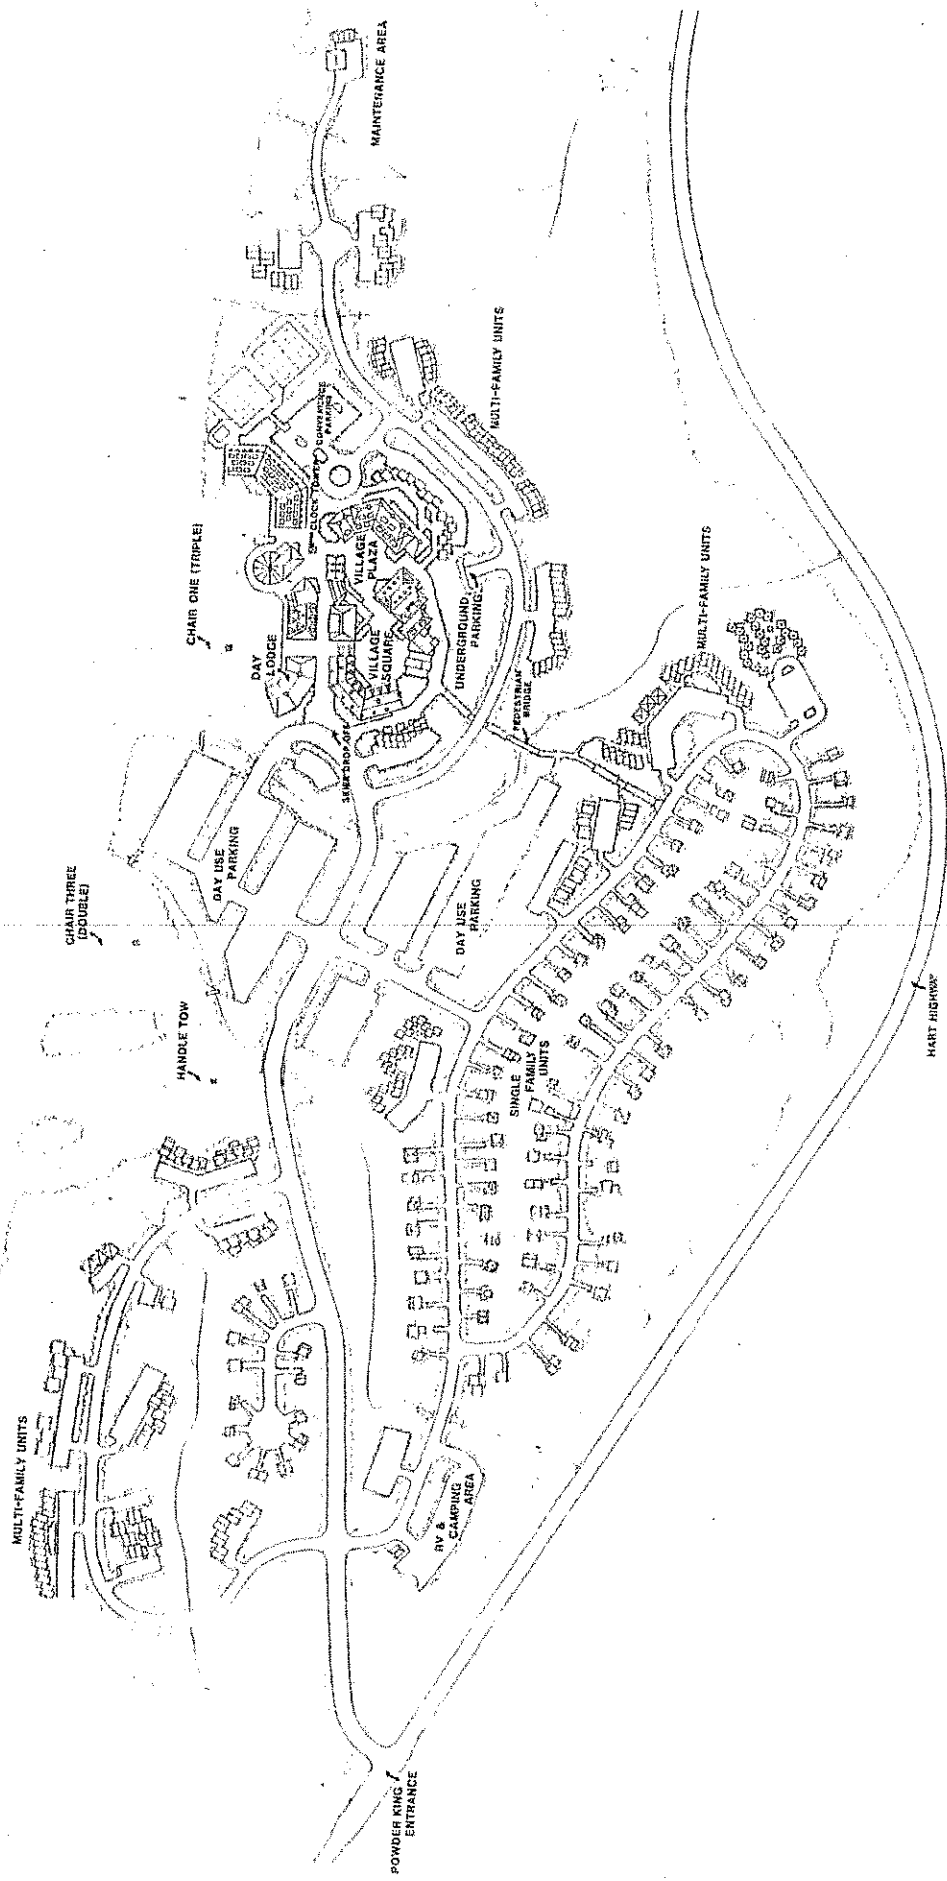 MAINTENANCE AREA
MULTI-FAMILY UNITS
CONVENIENCE
PARKING
CLOCK TOWER
CHAIR ONE (TRIPLE)
VILLAGE
PLAZA
DAY
LODGE
VILLAGE
SQUARE
UNDERGROUND
PARKING
MULTI-FAMILY UNITS
PEDESTRIAN
BRIDGE
SKIER DROP-OFF
DAY USE
PARKING
CHAIR THREE
(DOUBLE)
DAY USE
PARKING
HANDLE TOW
HART HIGHWAY
SINGLE
FAMILY
UNITS
MULTI-FAMILY UNITS
RV &
CAMPING
AREA
POWDER KING
ENTRANCE